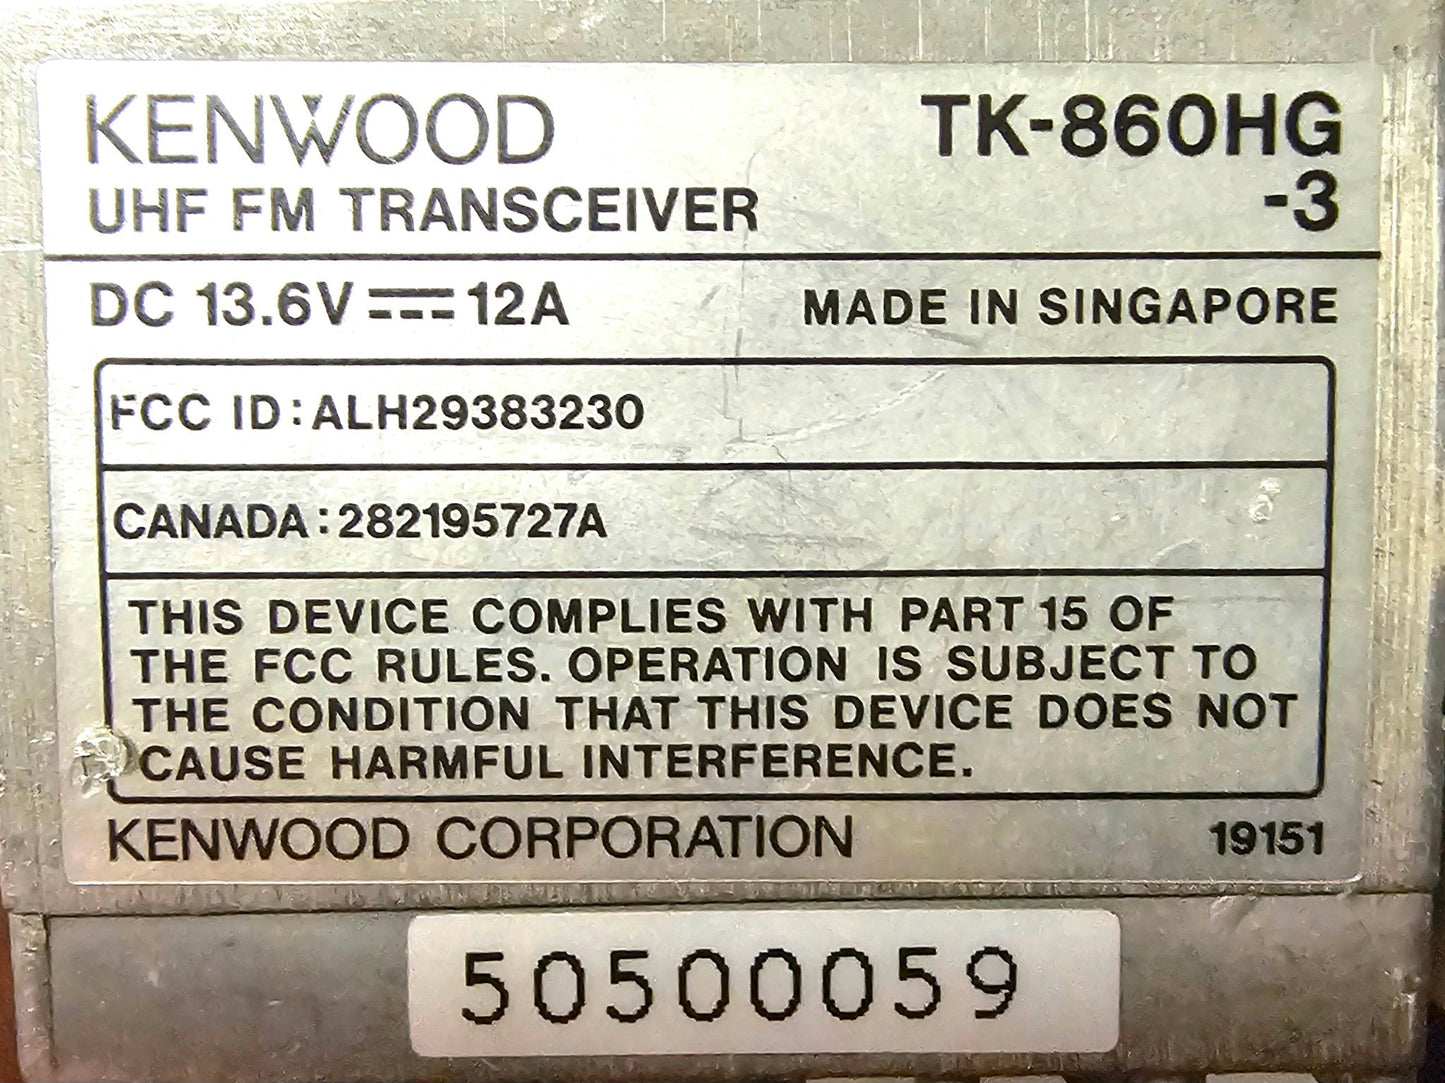 KENWOOD TK-860HG
UHF FM TRANSCEIVER -3
DC 13.6V ⎓ 12A MADE IN SINGAPORE
FCC ID:ALH29383230
CANADA:282195727A
THIS DEVICE COMPLIES WITH PART 15 OF
THE FCC RULES. OPERATION IS SUBJECT TO
THE CONDITION THAT THIS DEVICE DOES NOT
CAUSE HARMFUL INTERFERENCE.
KENWOOD CORPORATION 19151
50500059